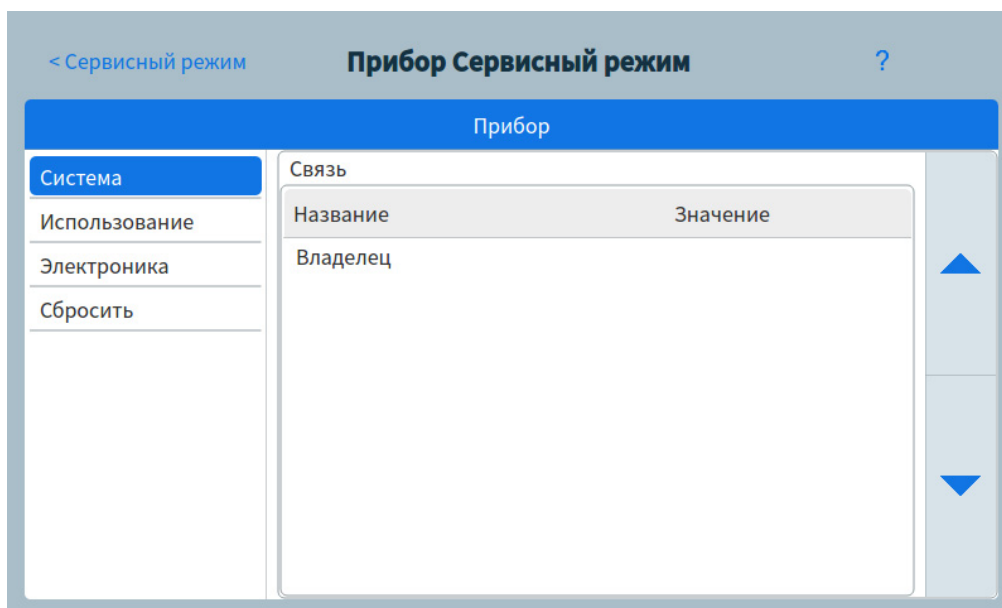 < Сервисный режим
Прибор Сервисный режим
?
Прибор
Система
Использование
Электроника
Сбросить
Связь
Название Значение
Владелец